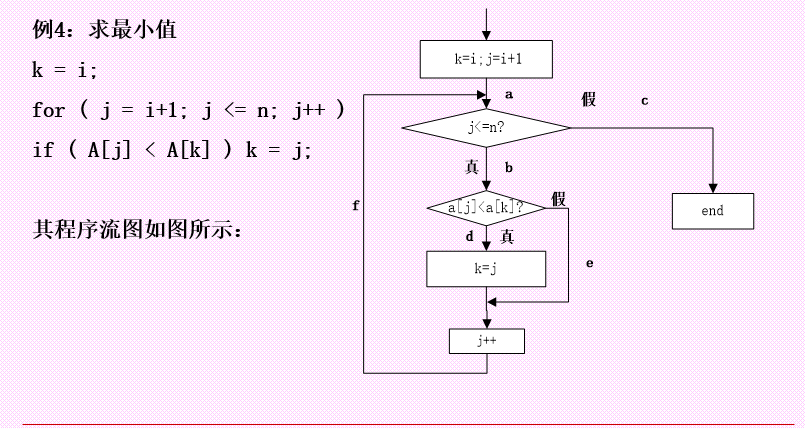 例4：求最小值
k = i;
for ( j = i+1; j <= n; j++ )
if ( A[j] < A[k] ) k = j;
其程序流图如图所示：
k=i;j=i+1
a
假
c
j<=n?
真
b
end
f
a[j]<a[k]?
假
d
真
e
k=j
j++